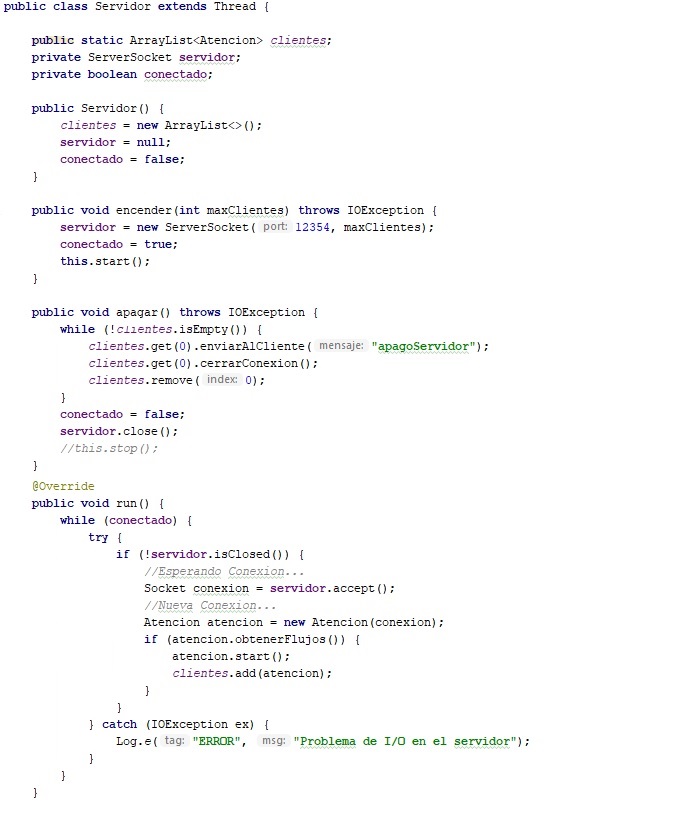 public class Servidor extends Thread {
public static ArrayList<Atencion> clientes;
private ServerSocket servidor;
private boolean conectado;
public Servidor() {
clientes = new ArrayList<>();
servidor = null;
conectado = false;
}
public void encender(int maxClientes) throws IOException {
servidor = new ServerSocket( port: 12354, maxClientes);
conectado = true;
this.start();
}
public void apagar() throws IOException {
while (!clientes.isEmpty()) {
clientes.get(0).enviarAlCliente( mensaje: "apagoServidor");
clientes.get(0).cerrarConexion();
clientes.remove( index: 0);
}
conectado = false;
servidor.close();
//this.stop();
}
@Override
public void run() {
while (conectado) {
try {
if (!servidor.isClosed()) {
//Esperando Conexion...
Socket conexion = servidor.accept();
//Nueva Conexion...
Atencion atencion = new Atencion(conexion);
if (atencion.obtenerFlujos()) {
atencion.start();
clientes.add(atencion);
}
}
} catch (IOException ex) {
Log.e( tag: "ERROR", msg: "Problema de I/O en el servidor");
}
}
}